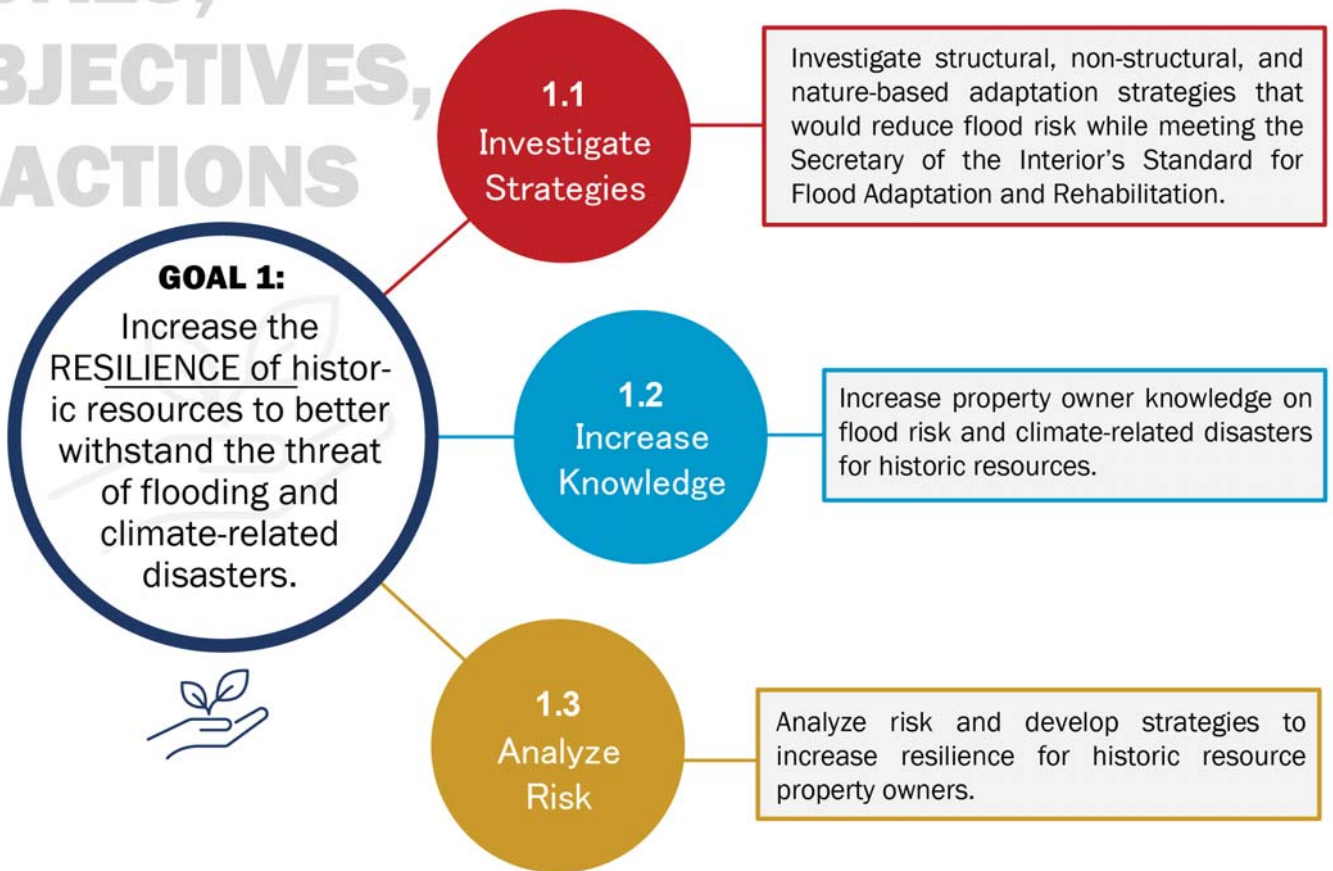 BJECTIVES,
ACTIONS
GOAL 1:
Increase the
RESILIENCE of histor-
ic resources to better
withstand the threat
of flooding and
climate-related
disasters.
1.1
Investigate
Strategies
Investigate structural, non-structural, and
nature-based adaptation strategies that
would reduce flood risk while meeting the
Secretary of the Interior's Standard for
Flood Adaptation and Rehabilitation.
1.2
Increase
Knowledge
Increase property owner knowledge on
flood risk and climate-related disasters
for historic resources.
1.3
Analyze
Risk
Analyze risk and develop strategies to
increase resilience for historic resource
property owners.